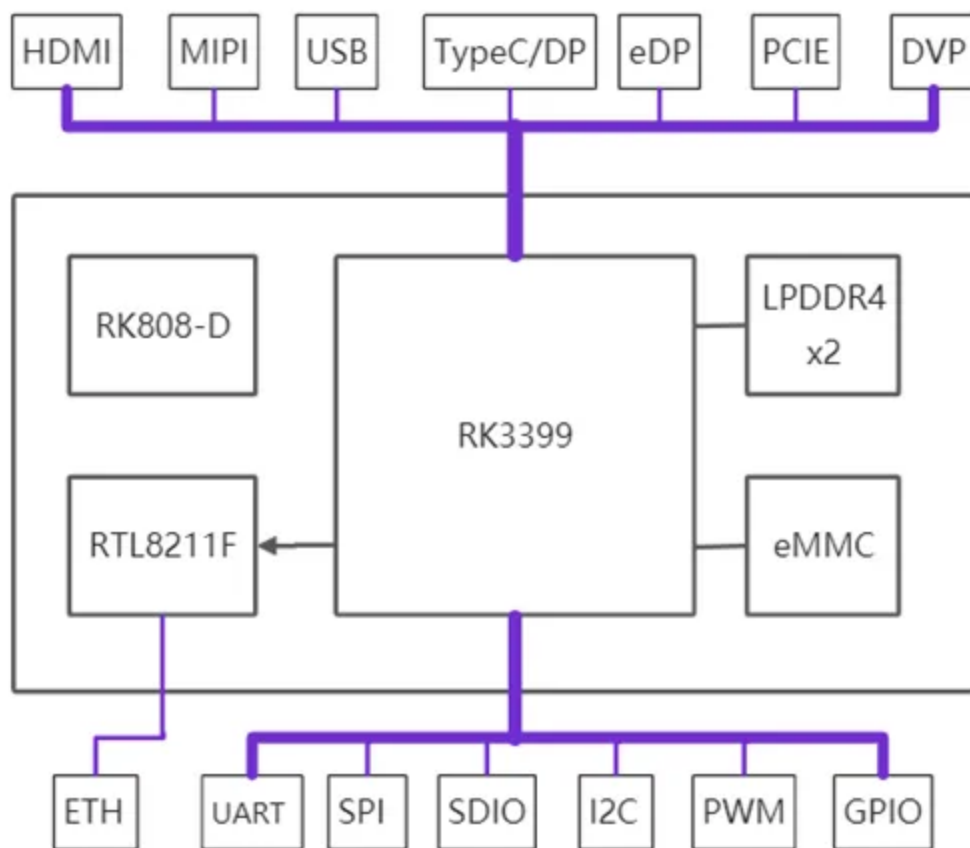 HDMI
MIPI
USB
TypeC/DP
eDP
PCIE
DVP
RK808-D
RK3399
LPDDR4
x2
RTL8211F
eMMC
ETH
UART
SPI
SDIO
I2C
PWM
GPIO